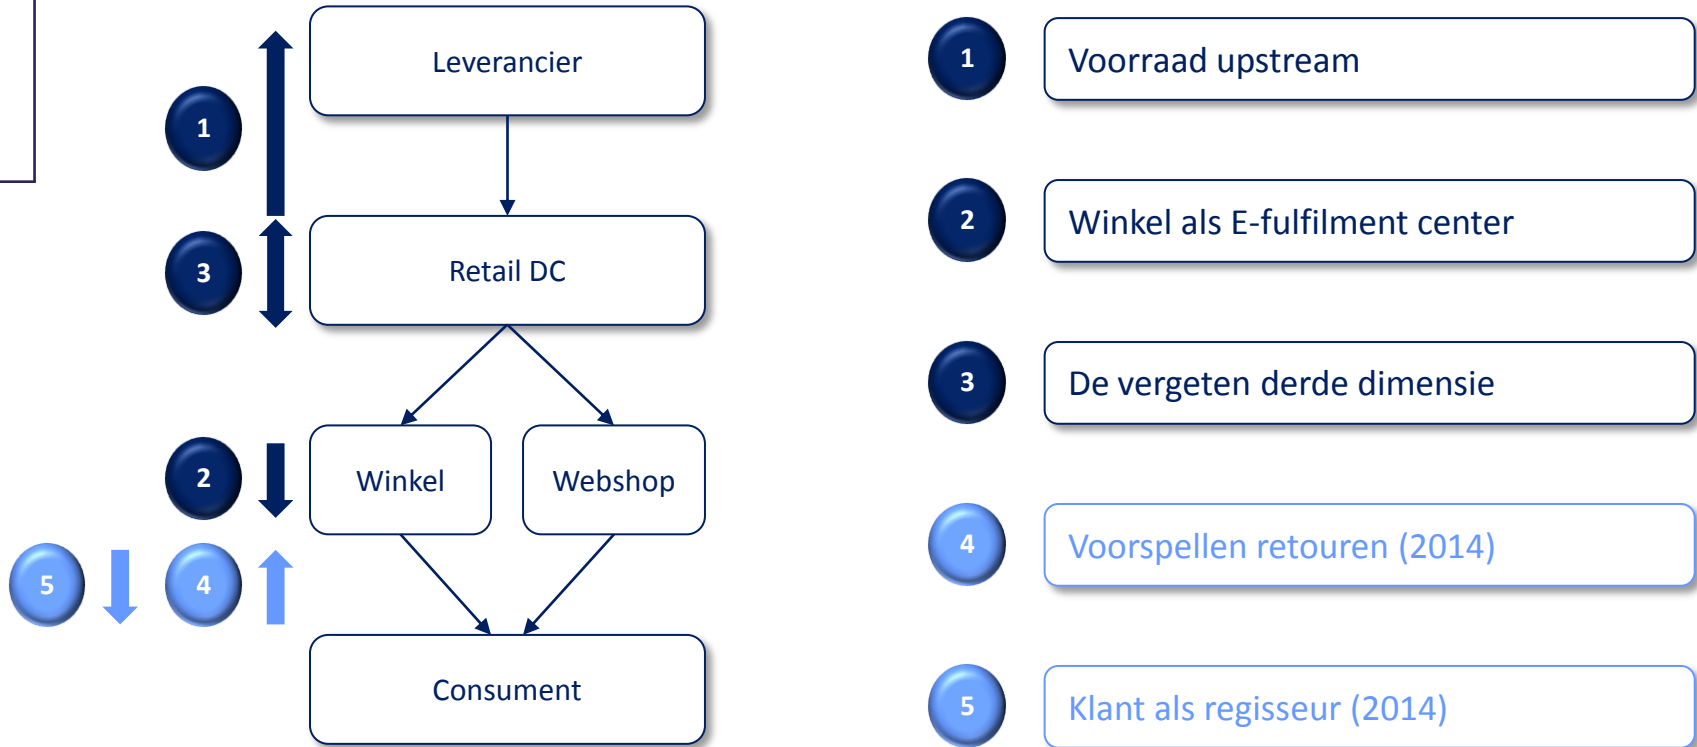 Leverancier
1
3
Retail DC
2
Winkel
Webshop
5
4
Consument
1
Voorraad upstream
2
Winkel als E-fulfilment center
3
De vergeten derde dimensie
4
Voorspellen retouren (2014)
5
Klant als regisseur (2014)